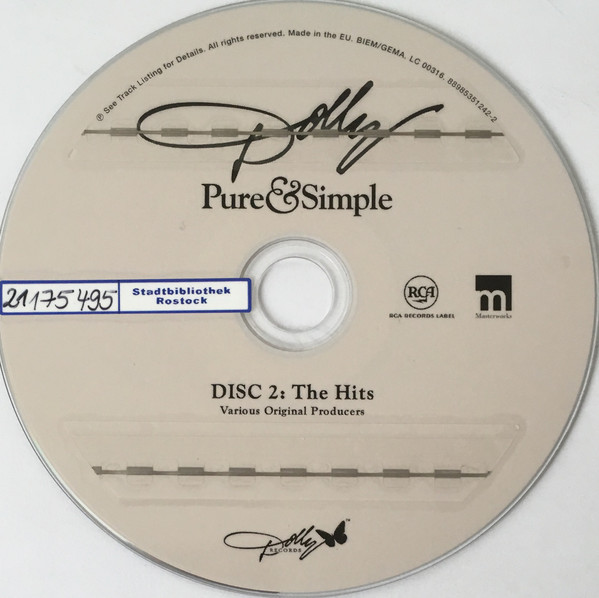 ℗ See Track Listing for Details. All rights reserved. Made in the EU. BIEM/GEMA. LC 00316. 88985351242-2
Dolly
Pure&Simple
21175495
Stadtbibliothek
Rostock
RCA
RCA RECORDS LABEL
m
Masterworks
DISC 2: The Hits
Various Original Producers
Dolly™
RECORDS